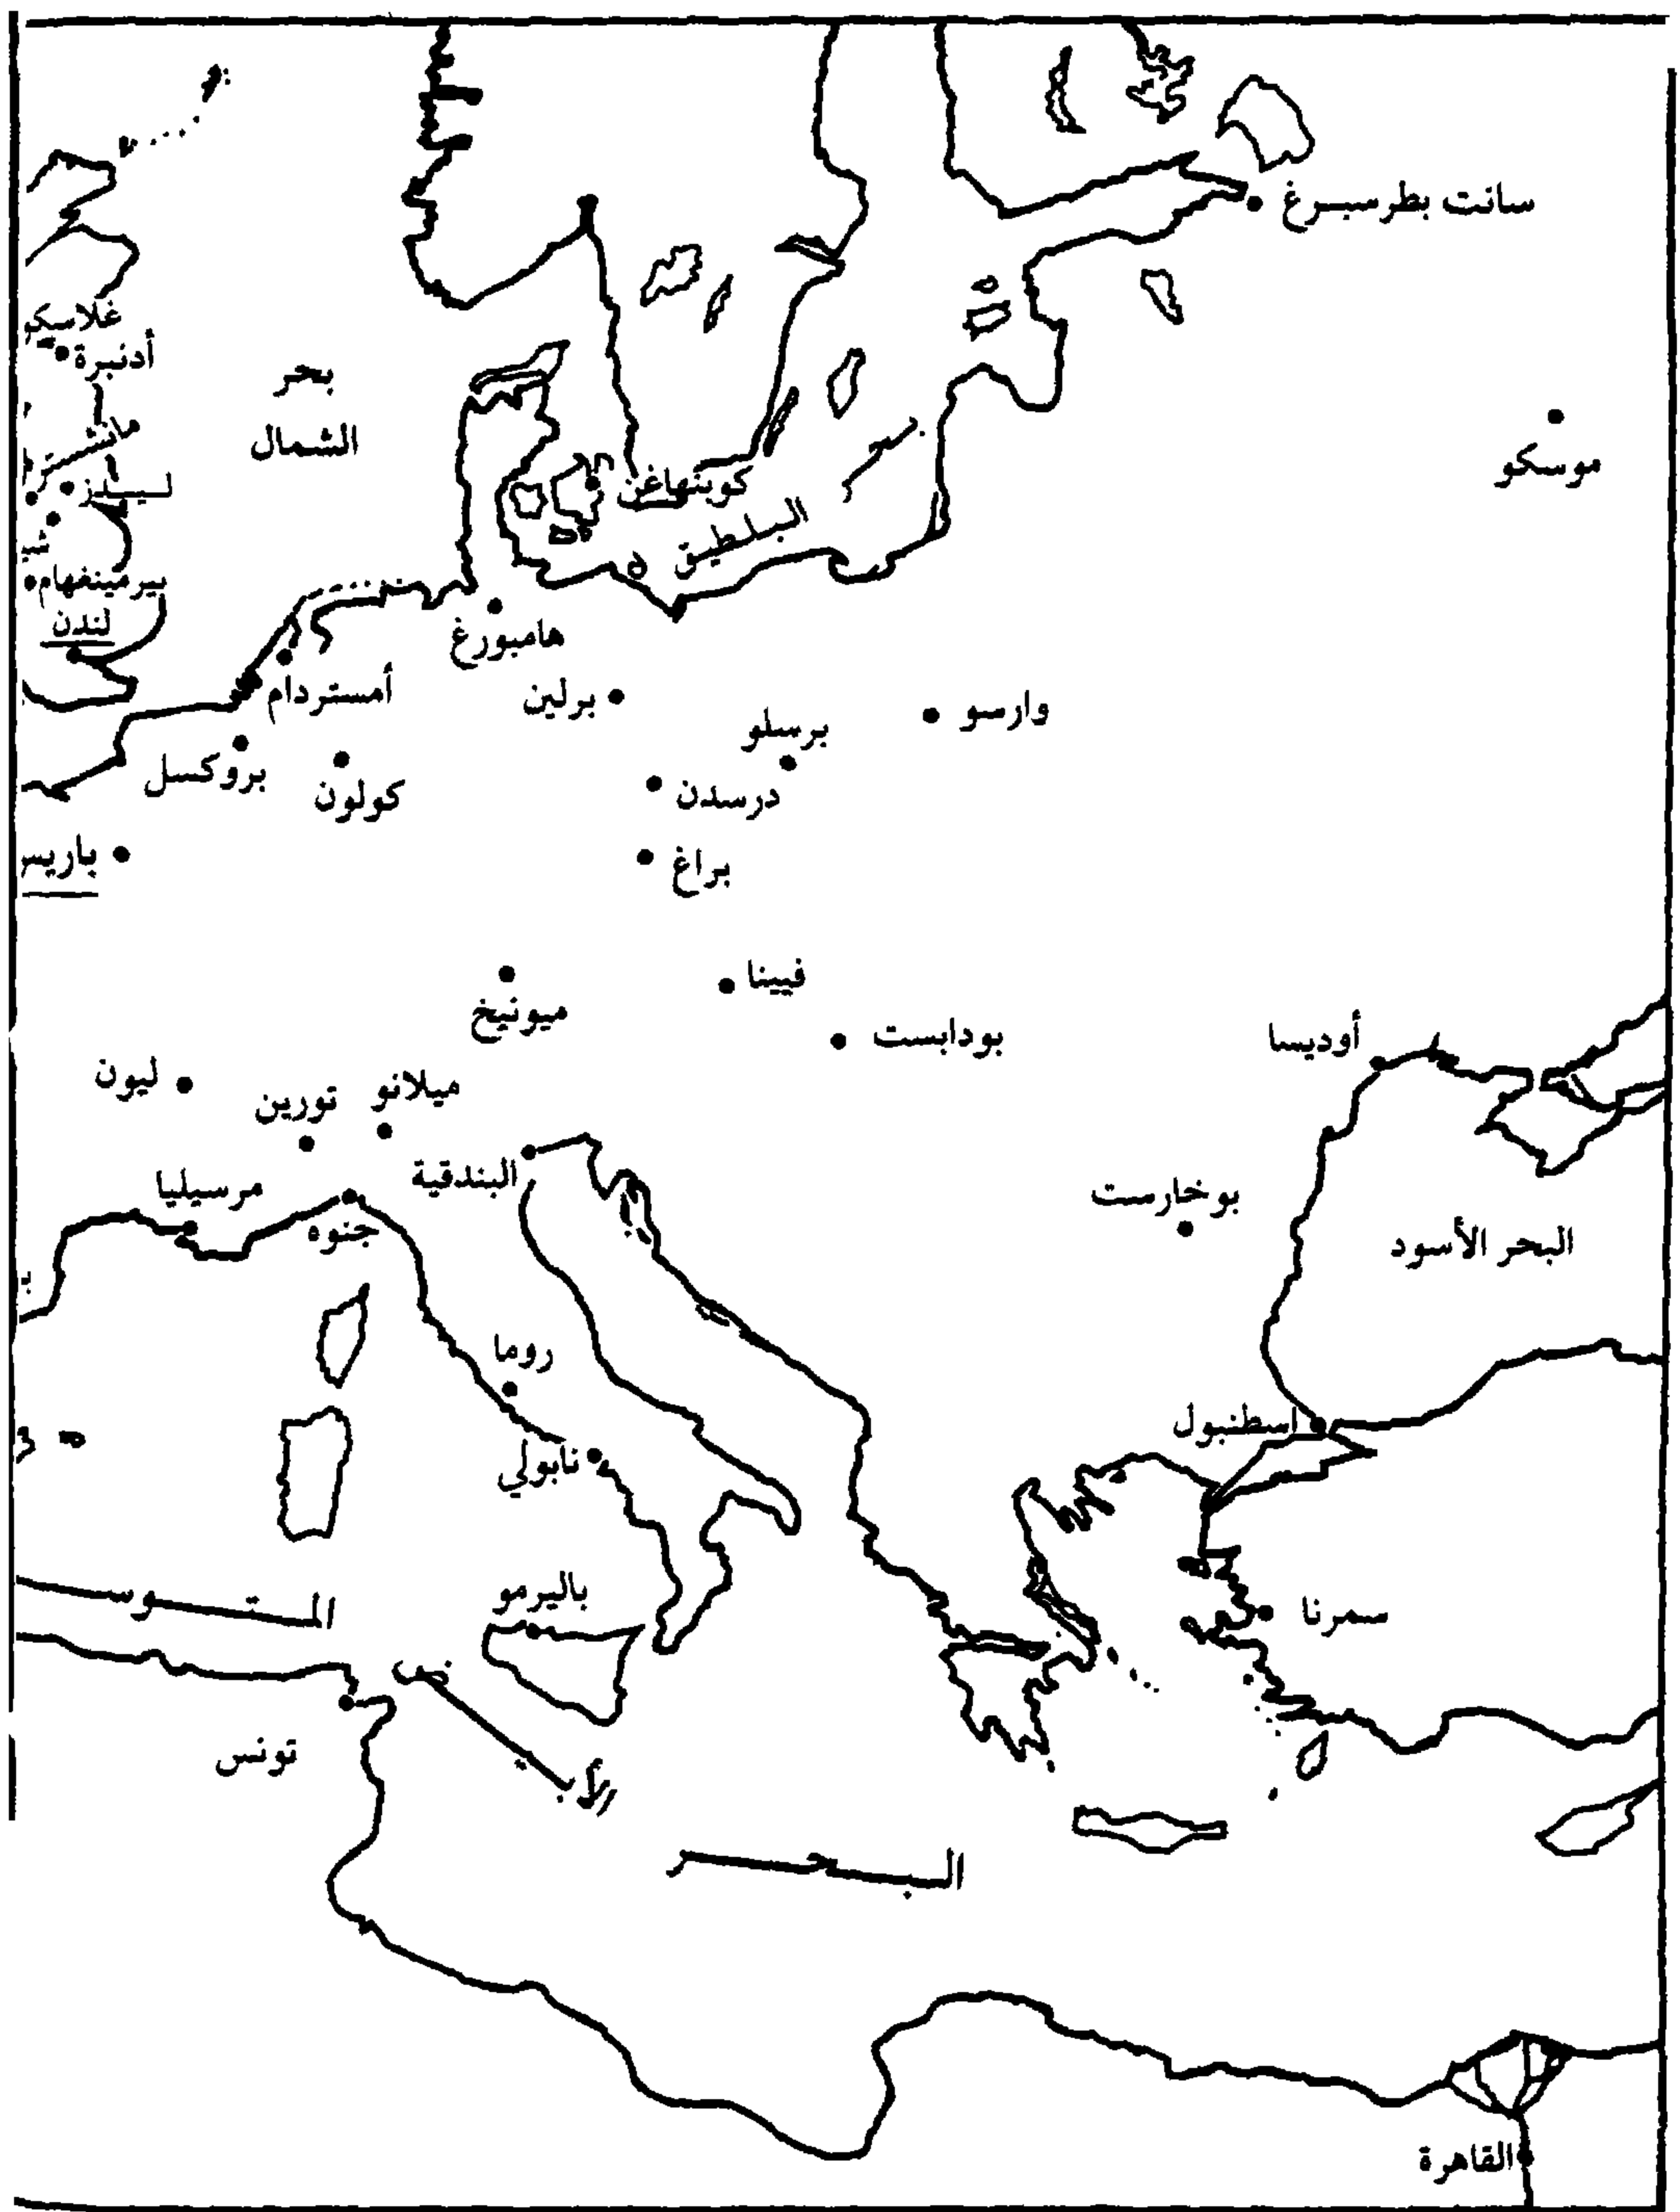 سانت بطرسبرغ
غلاسكو
أدنبرة
بحر
الشمال
موسكو
ليدز
كوبنهاغن
البلطيق
بيرمينغهام
لندن
هامبورغ
أمستردام
برلين
وارسو
برسلو
بروكسل
كولون
درسدن
باريس
براغ
فيينا
ميونيخ
بودابست
أوديسا
ليون
تورين
ميلانو
البندقية
مرسيليا
جنوه
بوخارست
البحر الأسود
روما
اسطنبول
نابولي
باليرمو
سمرنا
المتوسـ
تونس
الأبيض
البحر
القاهرة